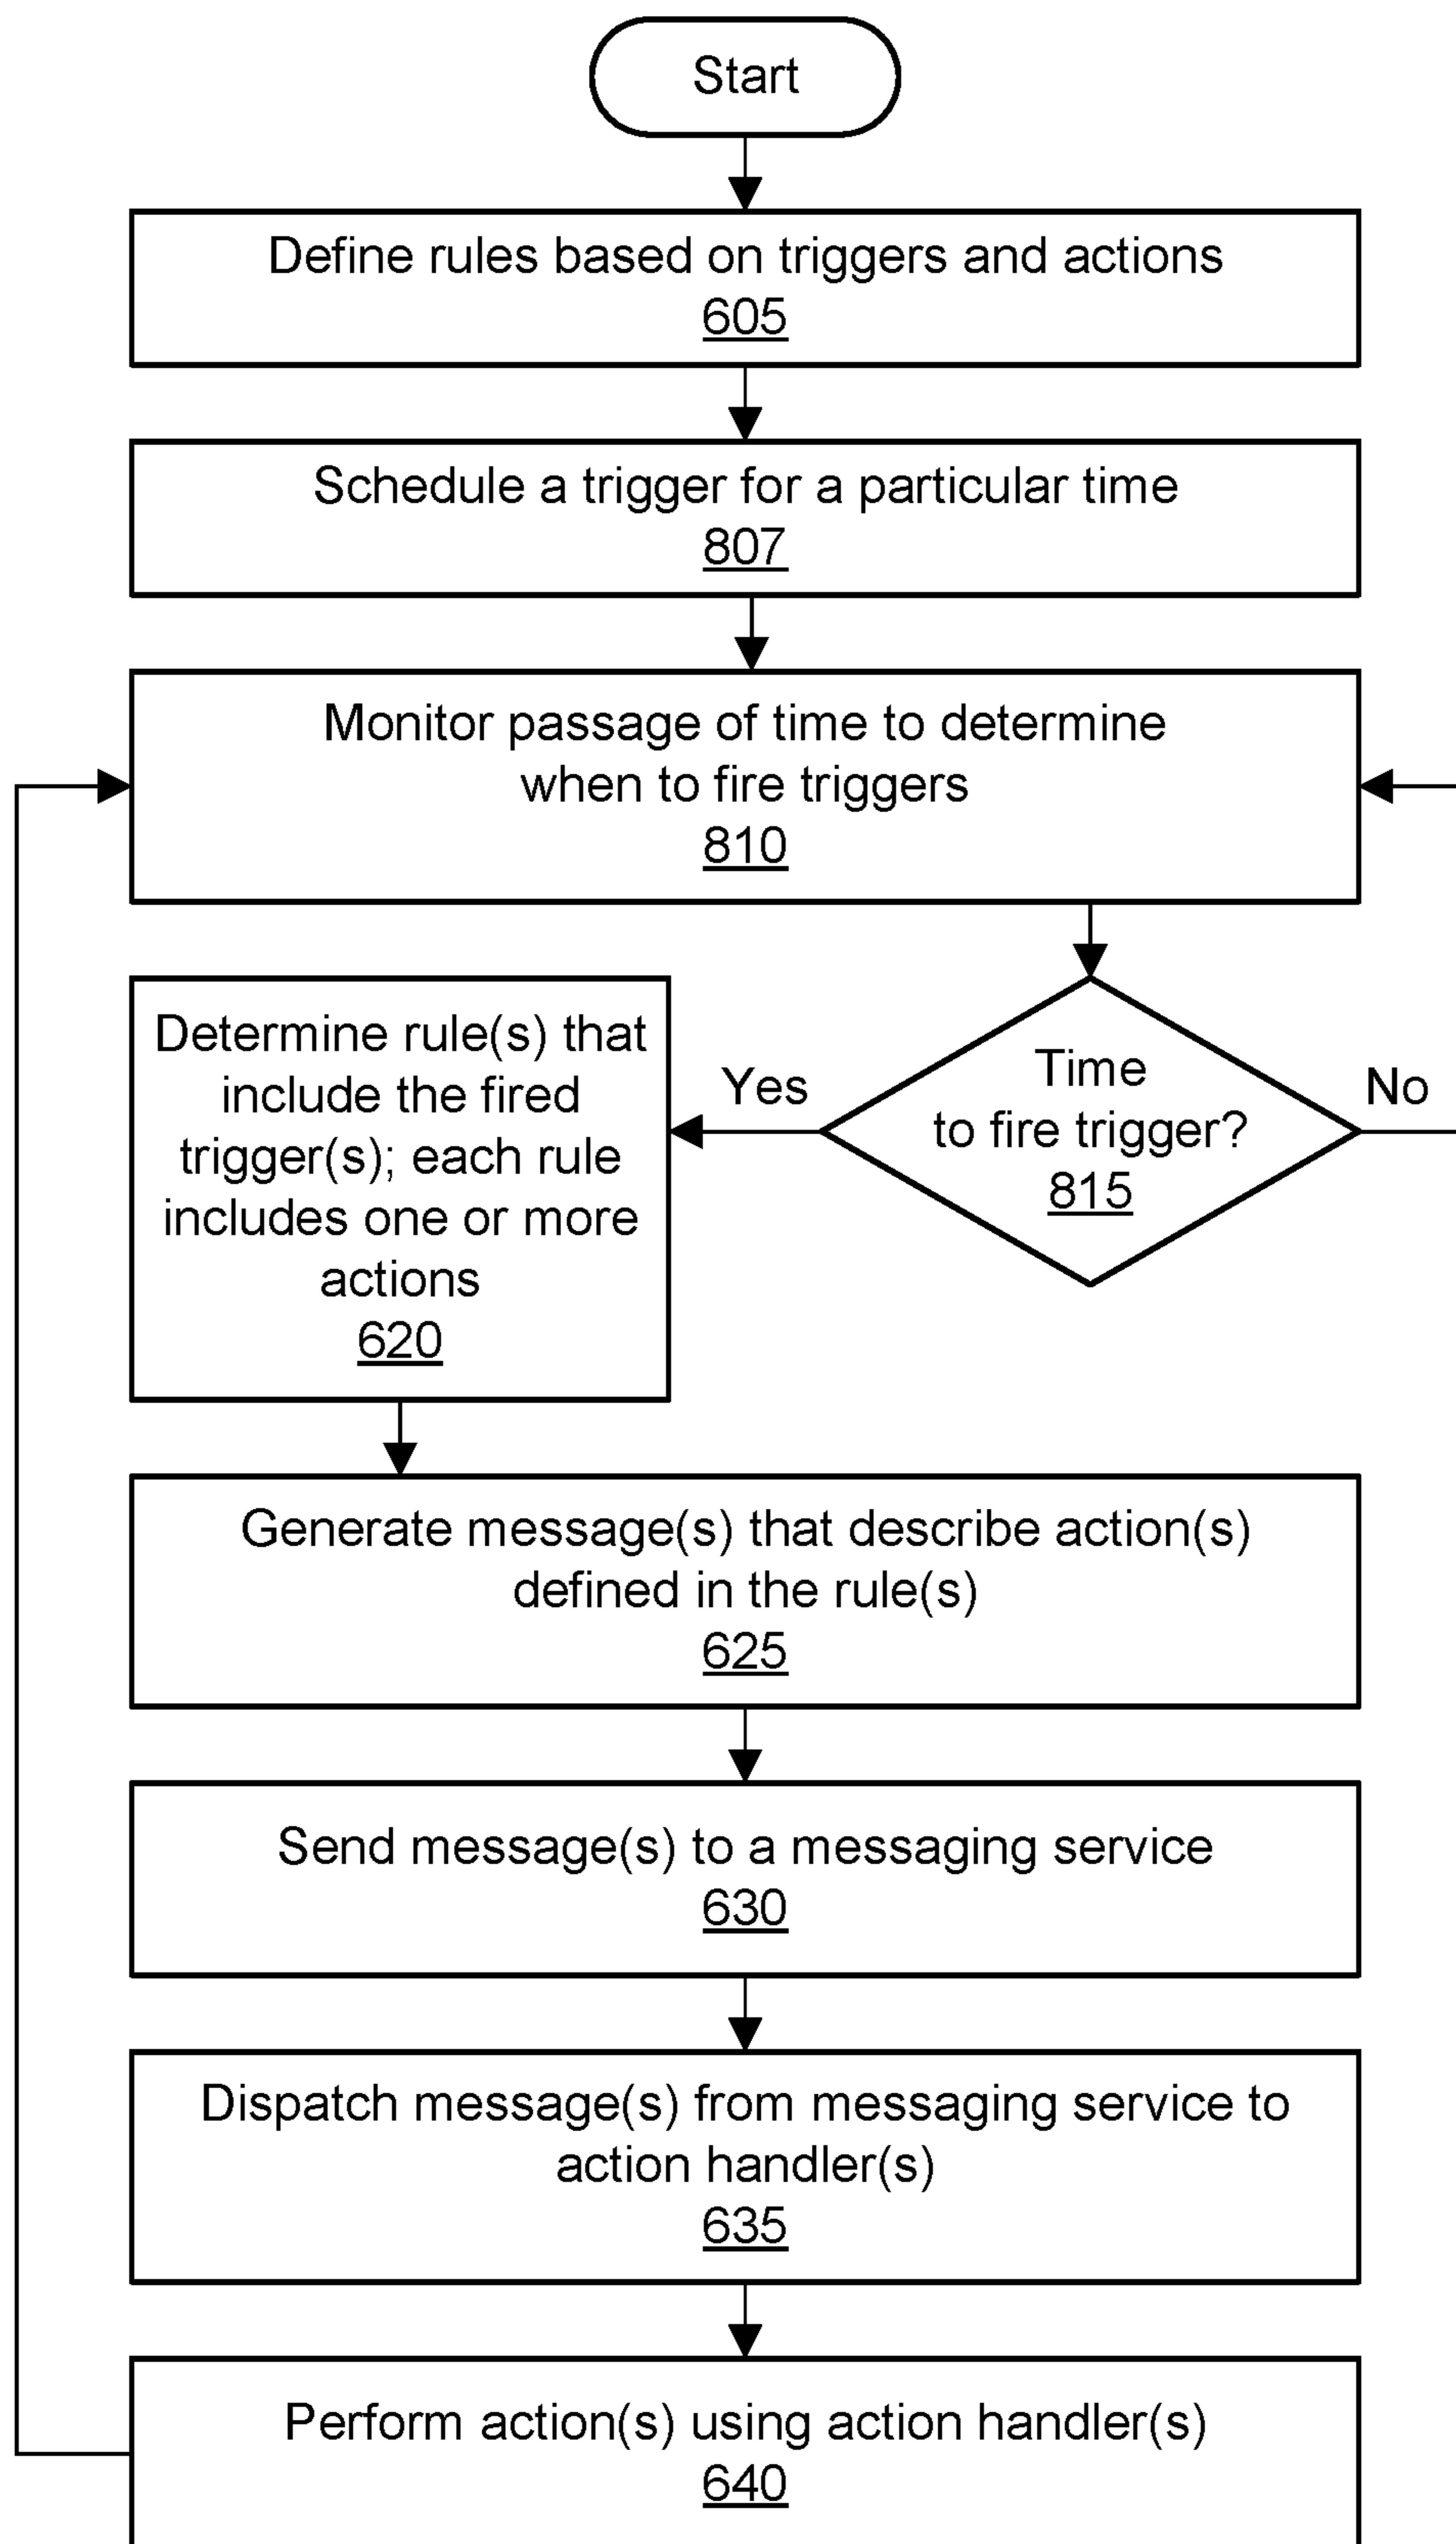 Start
Define rules based on triggers and actions
605
Schedule a trigger for a particular time
807
Monitor passage of time to determine
when to fire triggers
810
Determine rule(s) that
include the fired
trigger(s); each rule
includes one or more
actions
620
Yes
Time
to fire trigger?
815
No
Generate message(s) that describe action(s)
defined in the rule(s)
625
Send message(s) to a messaging service
630
Dispatch message(s) from messaging service to
action handler(s)
635
Perform action(s) using action handler(s)
640